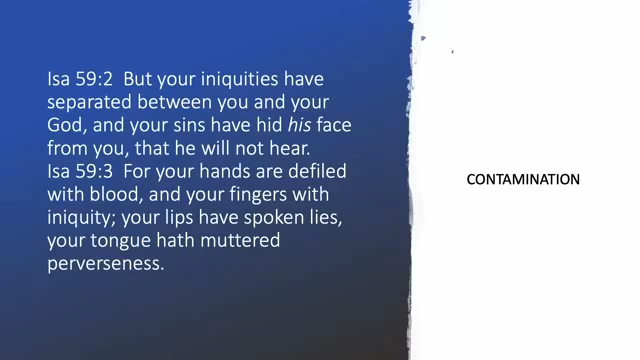 Isa 59:2  But your iniquities have
separated between you and your
God, and your sins have hid his face
from you, that he will not hear.
Isa 59:3  For your hands are defiled
with blood, and your fingers with
iniquity; your lips have spoken lies,
your tongue hath muttered
perverseness.
CONTAMINATION